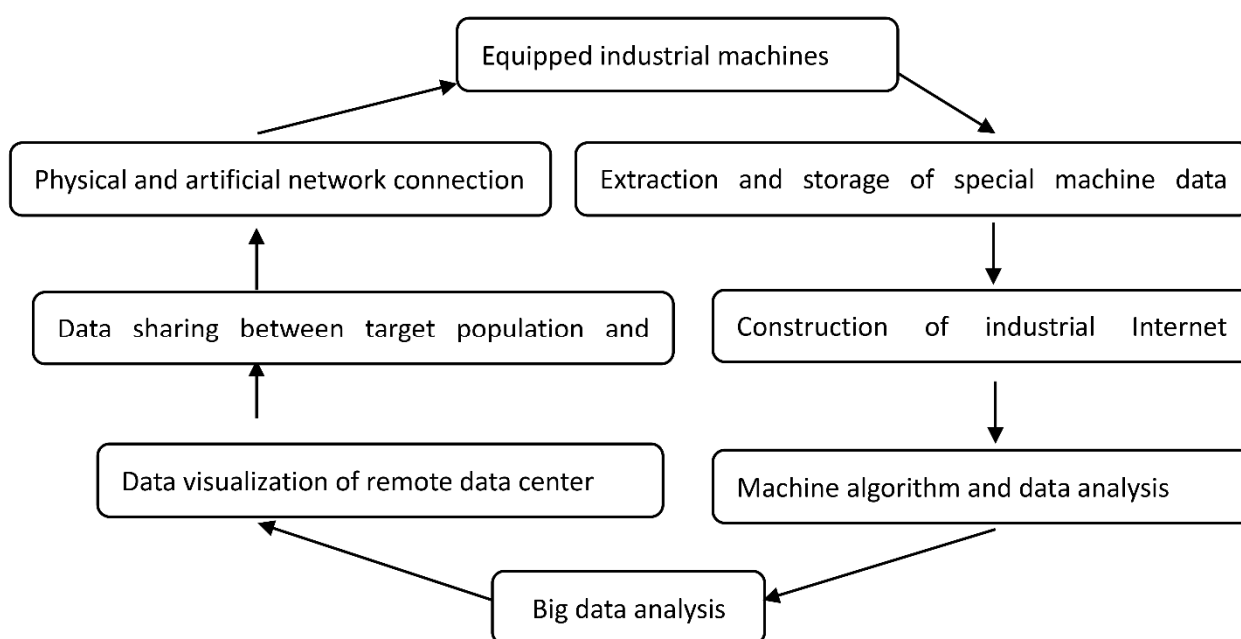 Equipped industrial machines
Physical and artificial network connection
Extraction and storage of special machine data
Data sharing between target population and
Construction of industrial Internet
Data visualization of remote data center
Machine algorithm and data analysis
Big data analysis